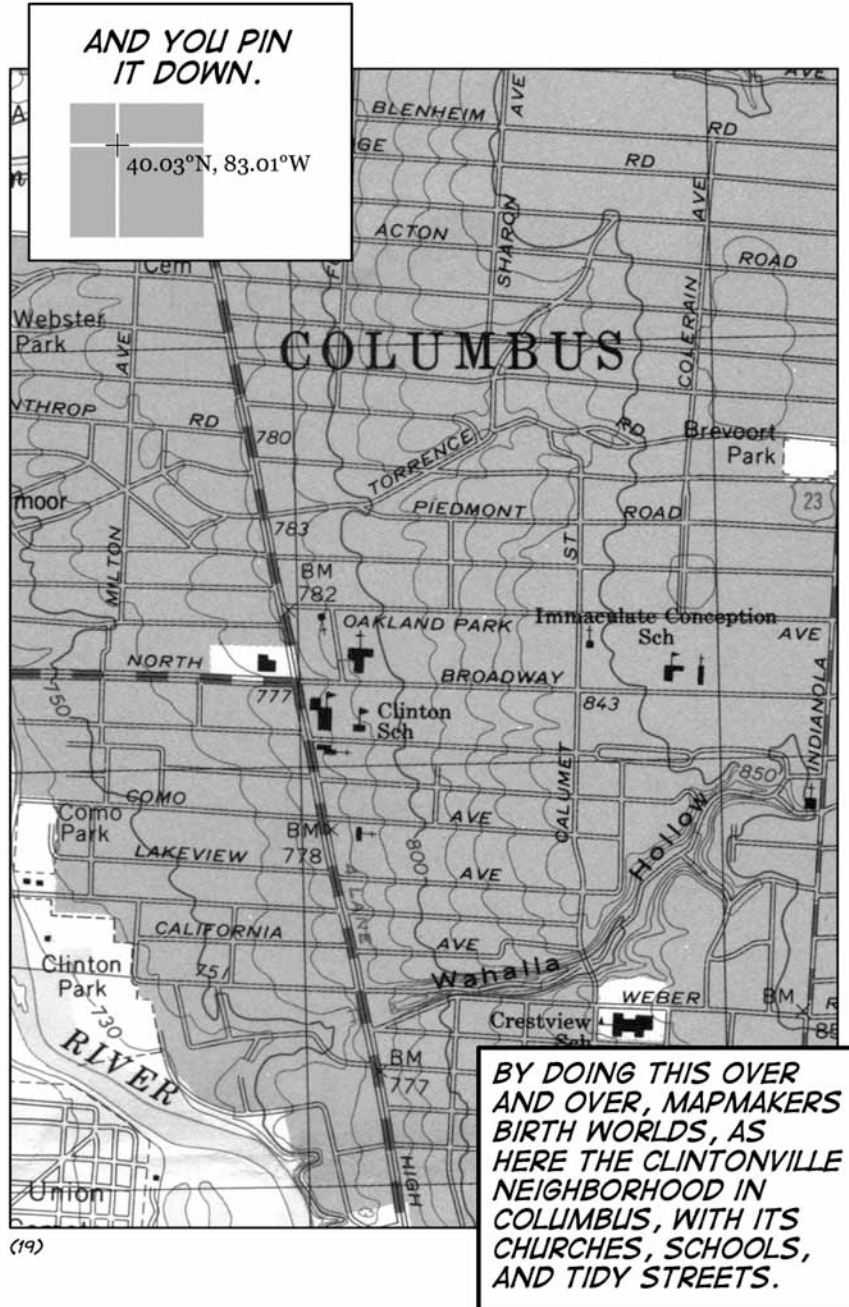 AND YOU PIN
IT DOWN.
40.03°N, 83.01°W
AVE
BLENHEIM
AVE
RD
RD
SHARON
ACTON
AVE
ROAD
Cem
Webster
Park
AVE
COLUMBUS
COLERAIN
RD
780
TORRENCE
RD
Brevoort
Park
moor
PIEDMONT
ROAD
23
783
MILTON
BM
782
ST
OAKLAND PARK
Immaculate Conception
Sch
AVE
NORTH
BROADWAY
777
843
INDIANOLA
750
Clinton
Sch
CALUMET
850
COMO
AVE
Como
Park
BM
778
800
Hollow
LAKEVIEW
AVE
LANE
CALIFORNIA
AVE
Clinton
Park
751
Wahalla
WEBER
BM
730
Crestview
Sch
RIVER
BM
777
HIGH
Union
BY DOING THIS OVER
AND OVER, MAPMAKERS
BIRTH WORLDS, AS
HERE THE CLINTONVILLE
NEIGHBORHOOD IN
COLUMBUS, WITH ITS
CHURCHES, SCHOOLS,
AND TIDY STREETS.
(19)